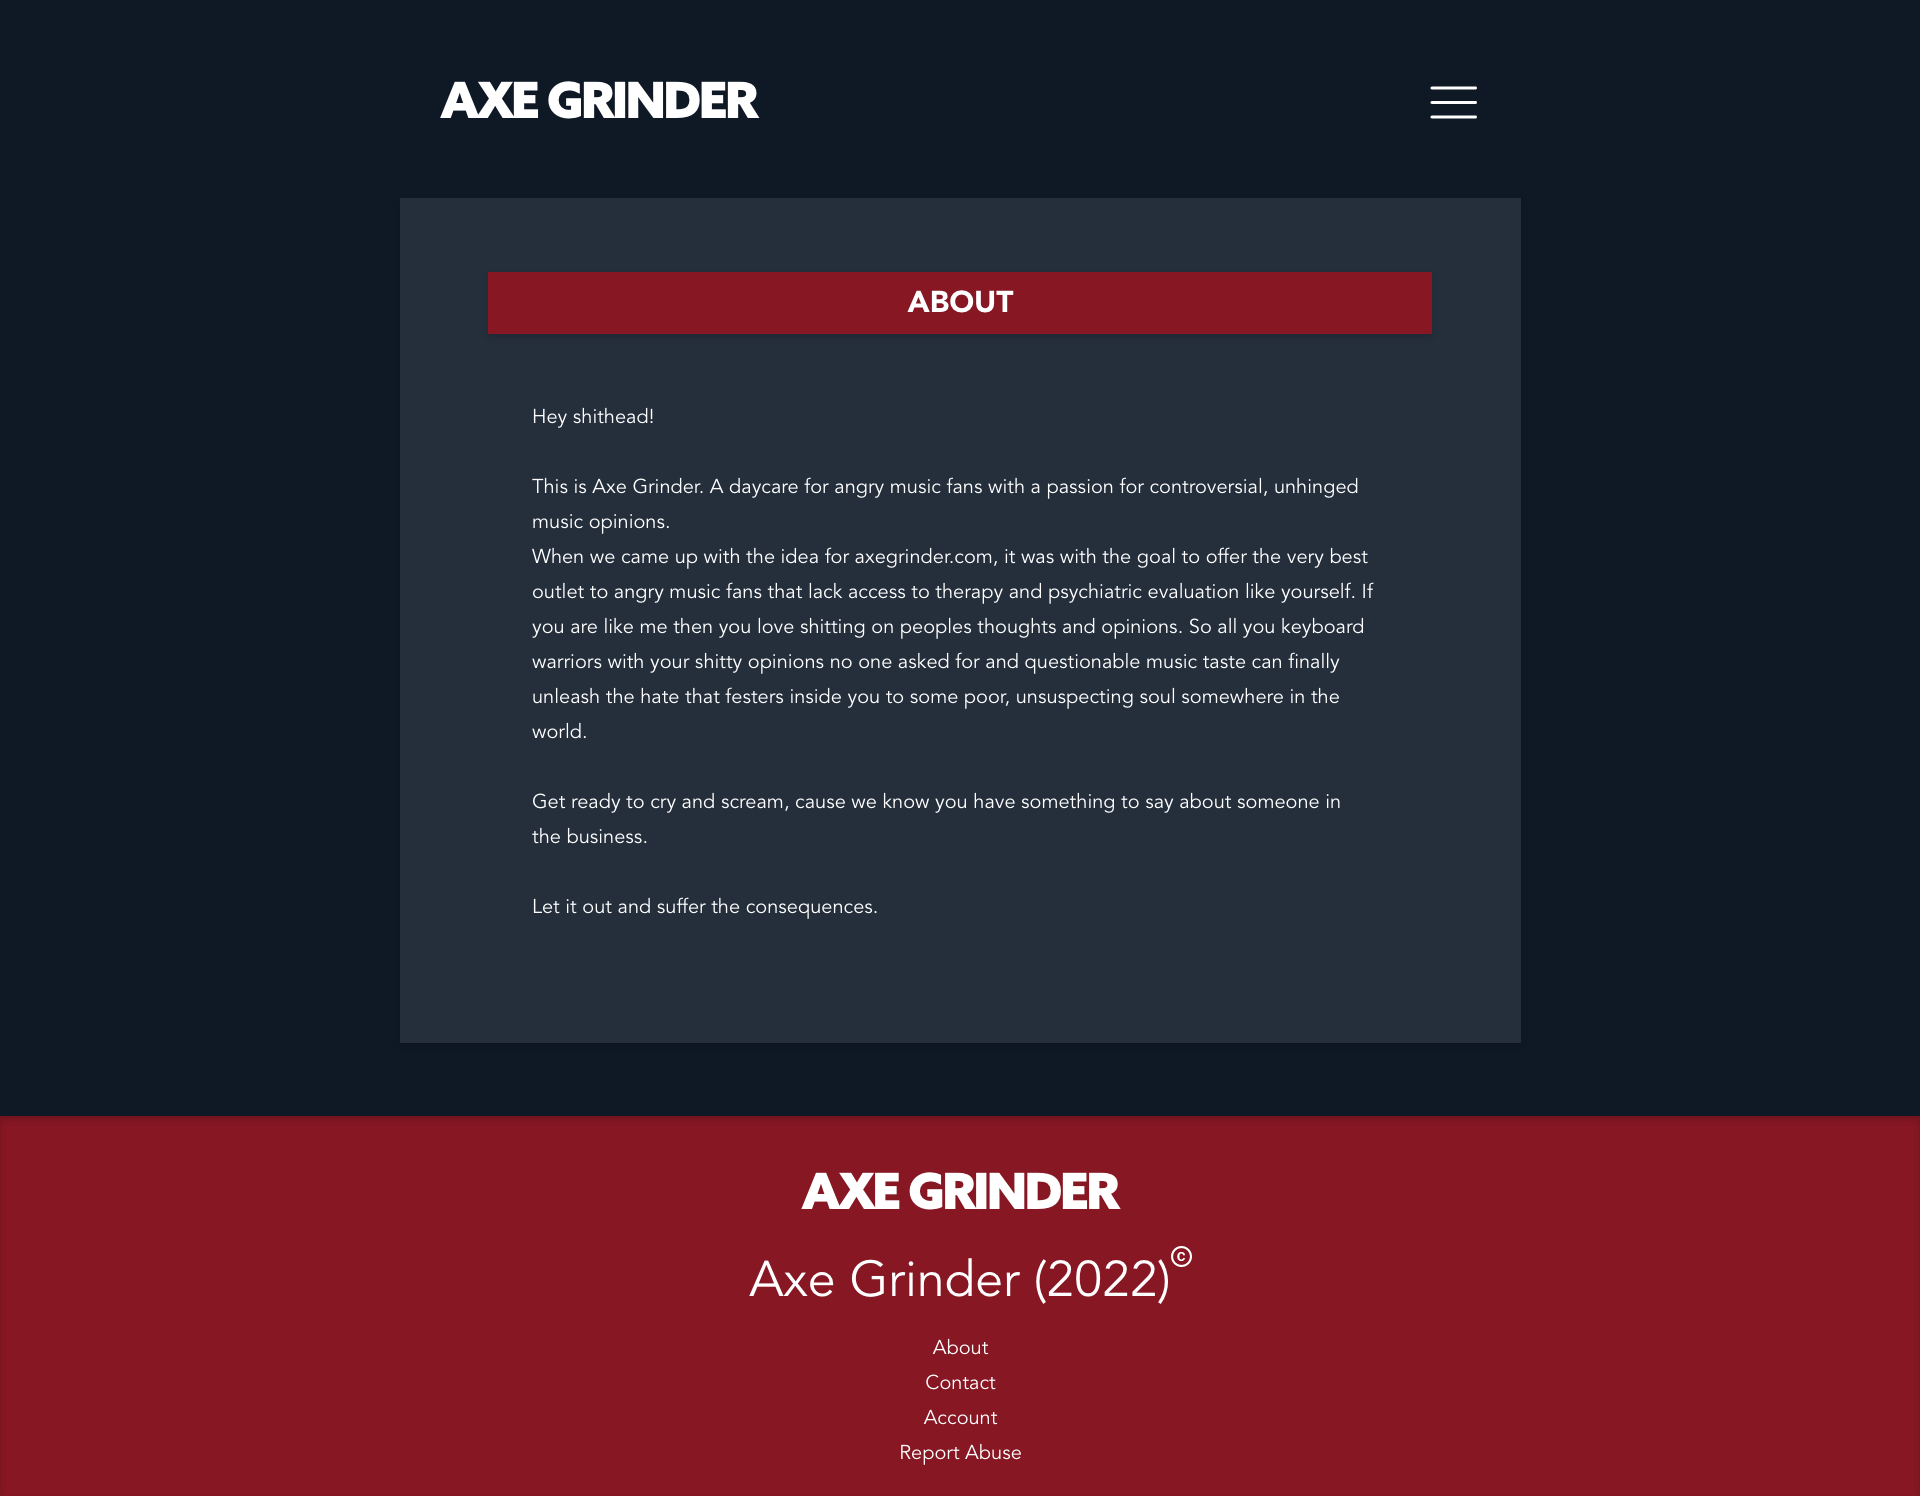 AXE GRINDER
ABOUT
Hey shithead!
This is Axe Grinder. A daycare for angry music fans with a passion for controversial, unhinged
music opinions.
When we came up with the idea for axegrinder.com, it was with the goal to offer the very best
outlet to angry music fans that lack access to therapy and psychiatric evaluation like yourself. If
you are like me then you love shitting on peoples thoughts and opinions. So all you keyboard
warriors with your shitty opinions no one asked for and questionable music taste can finally
unleash the hate that festers inside you to some poor, unsuspecting soul somewhere in the
world.
Get ready to cry and scream, cause we know you have something to say about someone in
the business.
Let it out and suffer the consequences.
AXE GRINDER
Axe Grinder (2022)©
About
Contact
Account
Report Abuse